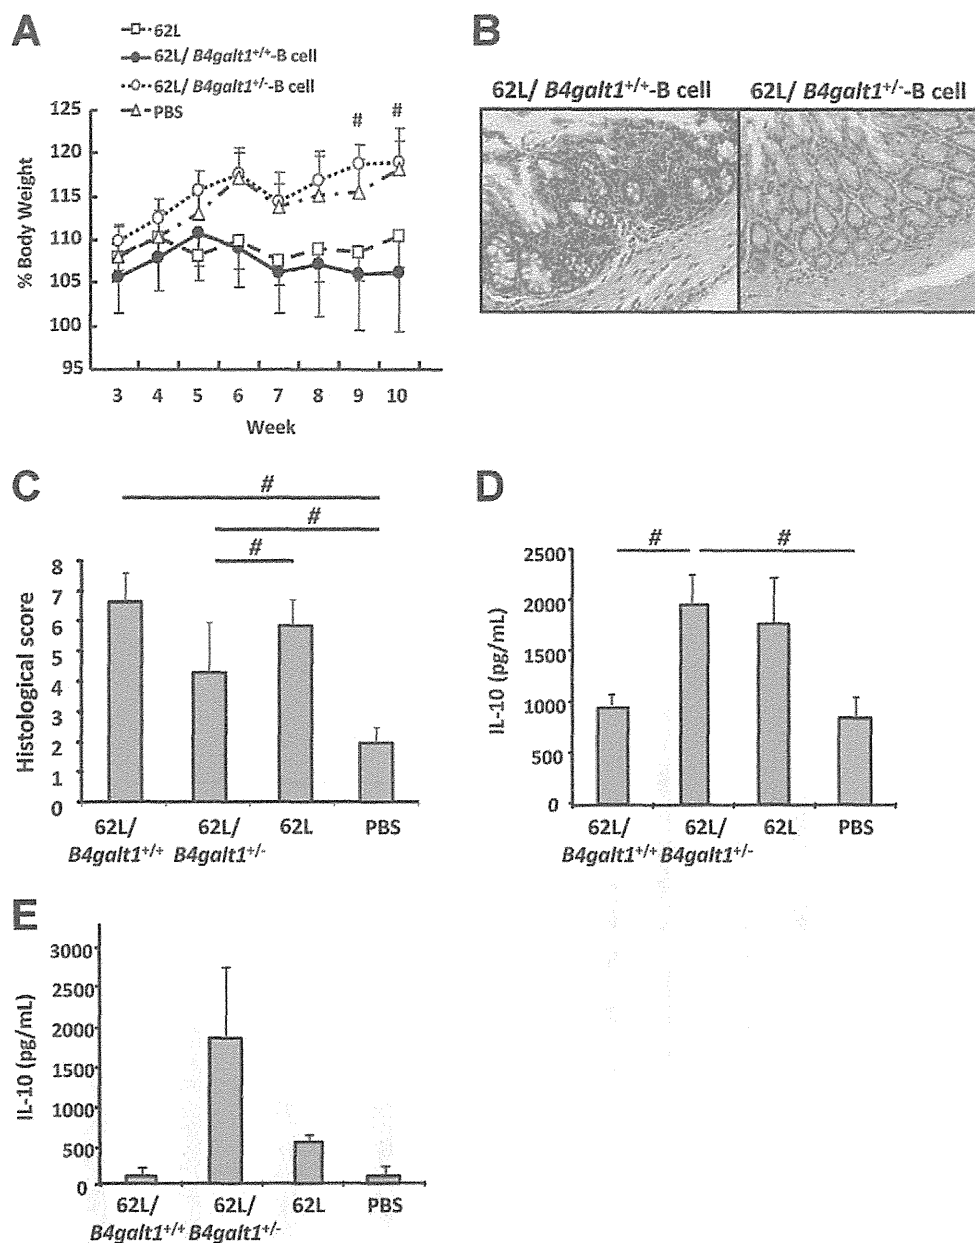 A
62L
62L/ B4galt1+/+-B cell
62L/ B4galt1+/--B cell
PBS
125
120
115
110
105
100
95
% Body Weight
# #
3 4 5 6 7 8 9 10
Week
B
62L/ B4galt1+/+-B cell 62L/ B4galt1+/--B cell
C
#
#
#
8
7
6
5
4
3
2
1
0
Histological score
62L/ 62L/ 62L PBS
B4galt1+/+ B4galt1+/-
D
# #
2500
2000
1500
1000
500
0
IL-10 (pg/mL)
62L/ 62L/ 62L PBS
B4galt1+/+ B4galt1+/-
E
3000
2500
2000
1500
1000
500
0
IL-10 (pg/mL)
62L/ 62L/ 62L PBS
B4galt1+/+ B4galt1+/-